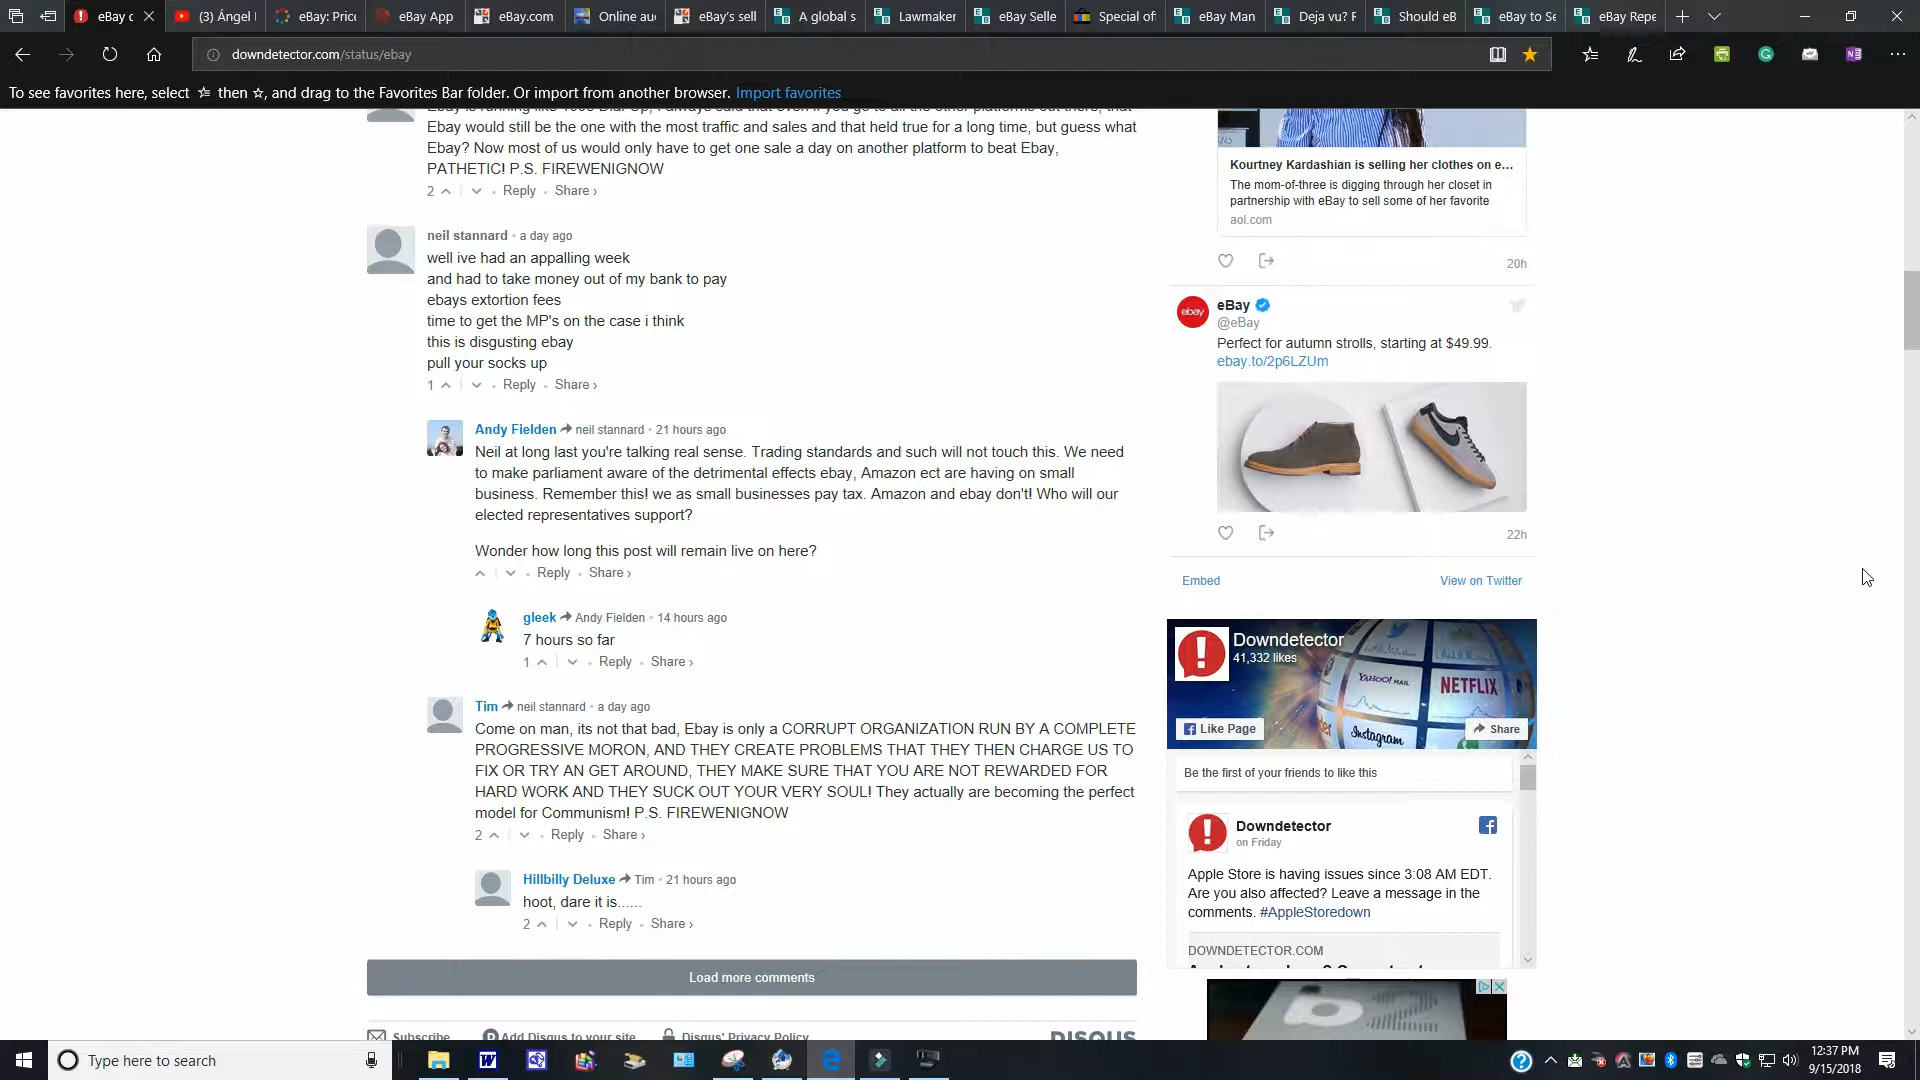 eBay c
(3) Ángel
eBay: Price
eBay App
eBay.com
Online au
eBay's sell
A global s
Lawmaker
eBay Selle
Special of
eBay Man
Deja vu? F
Should eB
eBay to Se
eBay Repe
downdetector.com/status/ebay
To see favorites here, select then , and drag to the Favorites Bar folder. Or import from another browser. Import favorites
Ebay would still be the one with the most traffic and sales and that held true for a long time, but guess what
Ebay? Now most of us would only have to get one sale a day on another platform to beat Ebay,
PATHETIC! P.S. FIREWENIGNOW
2 Reply Share ›
neil stannard • a day ago
well ive had an appalling week
and had to take money out of my bank to pay
ebays extortion fees
time to get the MP's on the case i think
this is disgusting ebay
pull your socks up
1 Reply Share ›
Andy Fielden neil stannard • 21 hours ago
Neil at long last you're talking real sense. Trading standards and such will not touch this. We need
to make parliament aware of the detrimental effects ebay, Amazon ect are having on small
business. Remember this! we as small businesses pay tax. Amazon and ebay don't! Who will our
elected representatives support?
Wonder how long this post will remain live on here?
Reply Share ›
gleek Andy Fielden • 14 hours ago
7 hours so far
1 Reply Share ›
Tim neil stannard • a day ago
Come on man, its not that bad, Ebay is only a CORRUPT ORGANIZATION RUN BY A COMPLETE
PROGRESSIVE MORON, AND THEY CREATE PROBLEMS THAT THEY THEN CHARGE US TO
FIX OR TRY AN GET AROUND, THEY MAKE SURE THAT YOU ARE NOT REWARDED FOR
HARD WORK AND THEY SUCK OUT YOUR VERY SOUL! They actually are becoming the perfect
model for Communism! P.S. FIREWENIGNOW
2 Reply Share ›
Hillbilly Deluxe Tim • 21 hours ago
hoot, dare it is......
2 Reply Share ›
Load more comments
Subscribe
Add Disqus to your site
Disqus' Privacy Policy
DISQUS
Kourtney Kardashian is selling her clothes on e...
The mom-of-three is digging through her closet in
partnership with eBay to sell some of her favorite
aol.com
20h
ebay
eBay
@eBay
Perfect for autumn strolls, starting at $49.99.
ebay.to/2p6LZUm
22h
Embed
View on Twitter
Downdetector
41,332 likes
YAHOO! MAIL
NETFLIX
Instagram
Like Page
Share
Be the first of your friends to like this
Downdetector
on Friday
Apple Store is having issues since 3:08 AM EDT.
Are you also affected? Leave a message in the
comments. #AppleStoredown
DOWNDETECTOR.COM
Type here to search
12:37 PM
9/15/2018